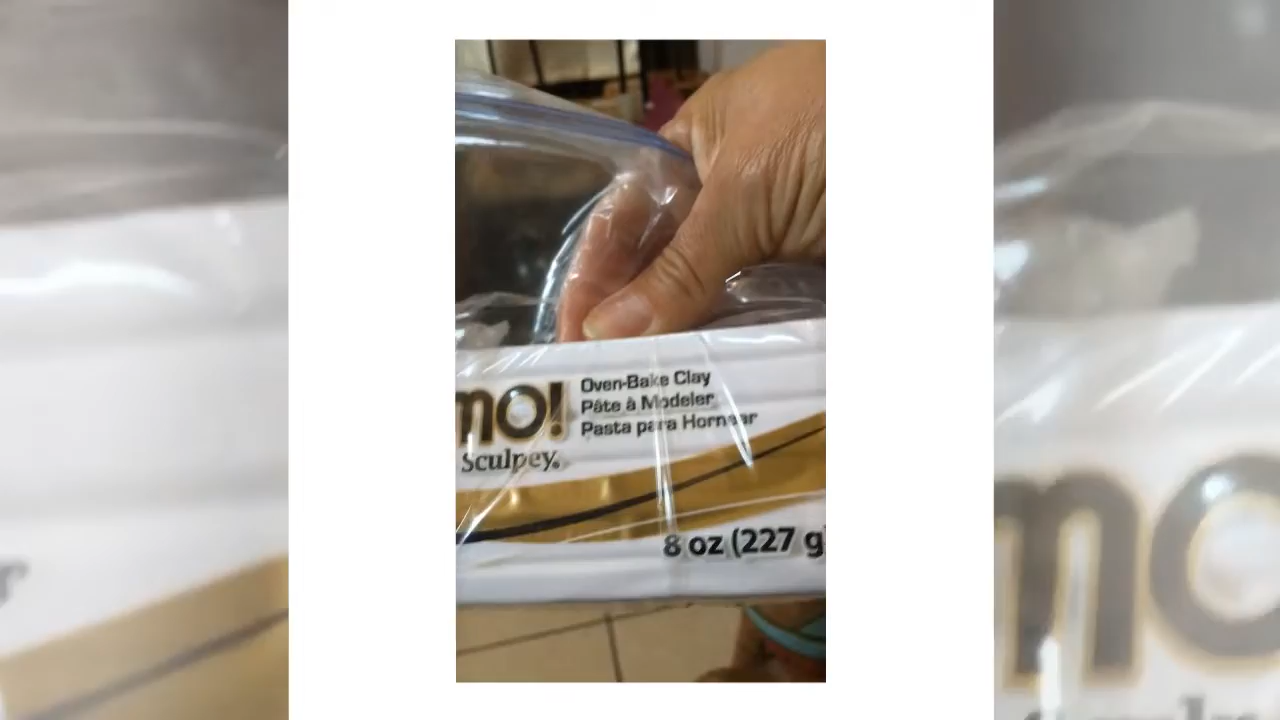 mo!
Oven-Bake Clay
Pâte à Modeler
Pasta para Hornear
Sculpey®
8 oz (227 g)